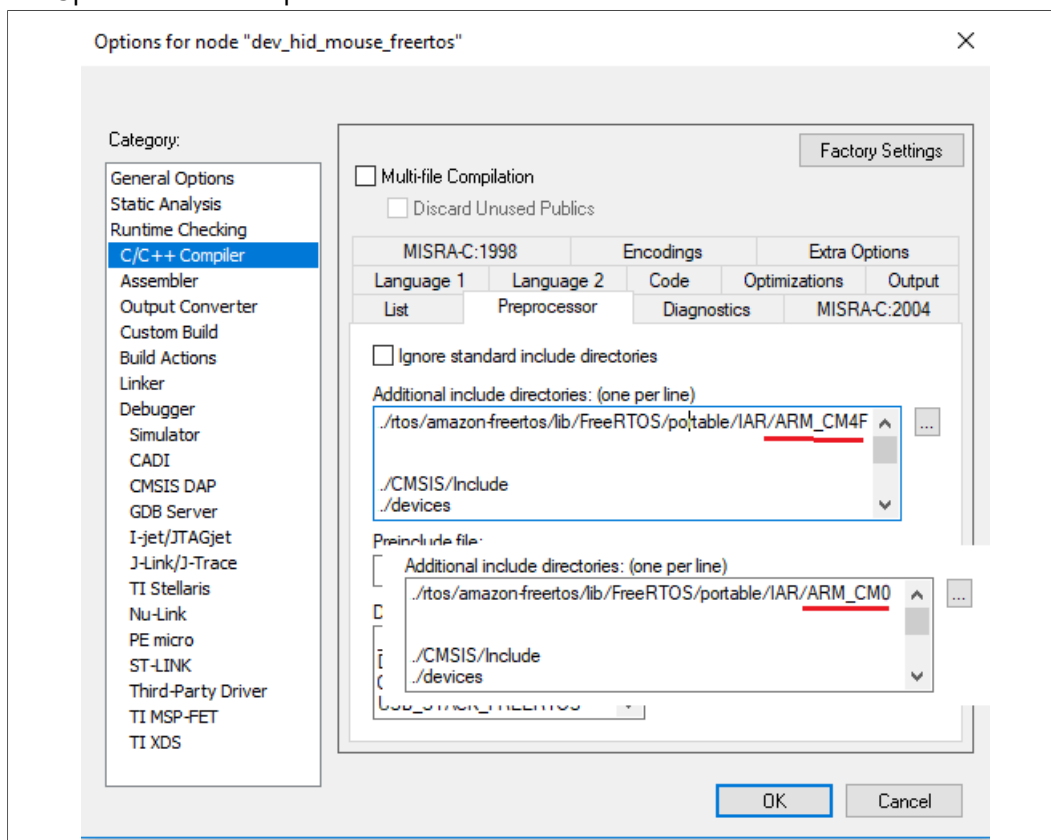 Options for node "dev_hid_mouse_freertos"
Category:
General Options
Static Analysis
Runtime Checking
C/C++ Compiler
Assembler
Output Converter
Custom Build
Build Actions
Linker
Debugger
Simulator
CADI
CMSIS DAP
GDB Server
I-jet/JTAGjet
J-Link/J-Trace
TI Stellaris
Nu-Link
PE micro
ST-LINK
Third-Party Driver
TI MSP-FET
TI XDS
Factory Settings
Multi-file Compilation
Discard Unused Publics
MISRA-C:1998 Encodings Extra Options
Language 1 Language 2 Code Optimizations Output
List Preprocessor Diagnostics MISRA-C:2004
Ignore standard include directories
Additional include directories: (one per line)
./rtos/amazon-freertos/lib/FreeRTOS/portable/IAR/ARM_CM4F
...
./CMSIS/Include
./devices
Preinclude file:
Additional include directories: (one per line)
./rtos/amazon-freertos/lib/FreeRTOS/portable/IAR/ARM_CM0
...
./CMSIS/Include
./devices
USB_STACK_FREERTOS
OK Cancel